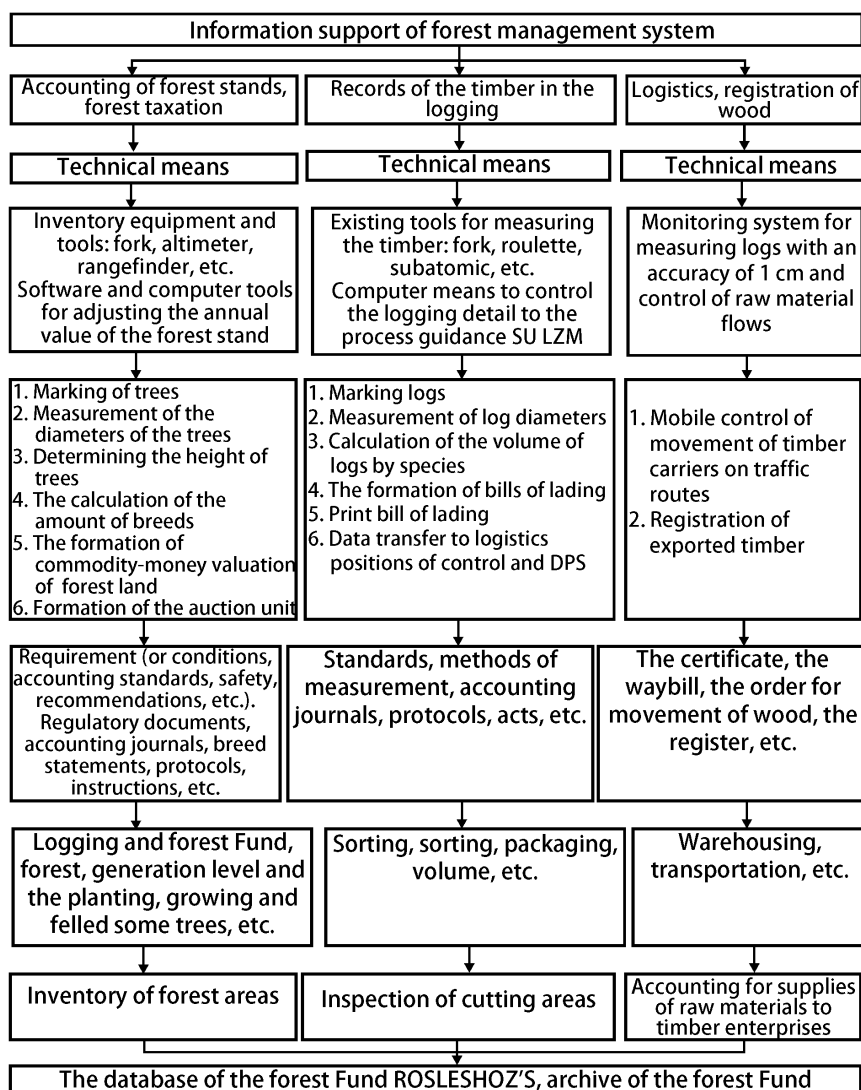 Information support of forest management system
Accounting of forest stands,
forest taxation
Records of the timber in the
logging
Logistics, registration of
wood
Technical means
Technical means
Technical means
Inventory equipment and
tools: fork, altimeter,
rangefinder, etc.
Software and computer tools
for adjusting the annual
value of the forest stand
Existing tools for measuring
the timber: fork, roulette,
subatomic, etc.
Computer means to control
the logging detail to the
process guidance SU LZM
Monitoring system for
measuring logs with an
accuracy of 1 cm and
control of raw material
flows
1. Marking of trees
2. Measurement of the
diameters of the trees
3. Determining the height of
trees
4. The calculation of the
amount of breeds
5. The formation of
commodity-money valuation
of forest land
6. Formation of the auction unit
1. Marking logs
2. Measurement of log diameters
3. Calculation of the volume of
logs by species
4. The formation of bills of lading
5. Print bill of lading
6. Data transfer to logistics
positions of control and DPS
1. Mobile control of
movement of timber
carriers on traffic
routes
2. Registration of
exported timber
Requirement (or conditions,
accounting standards, safety,
recommendations, etc.).
Regulatory documents,
accounting journals, breed
statements, protocols,
instructions, etc.
Standards, methods of
measurement, accounting
journals, protocols, acts, etc.
The certificate, the
waybill, the order for
movement of wood, the
register, etc.
Logging and forest Fund,
forest, generation level and
the planting, growing and
felled some trees, etc.
Sorting, sorting, packaging,
volume, etc.
Warehousing,
transportation, etc.
Inventory of forest areas
Inspection of cutting areas
Accounting for supplies
of raw materials to
timber enterprises
The database of the forest Fund ROSLESHOZ'S, archive of the forest Fund